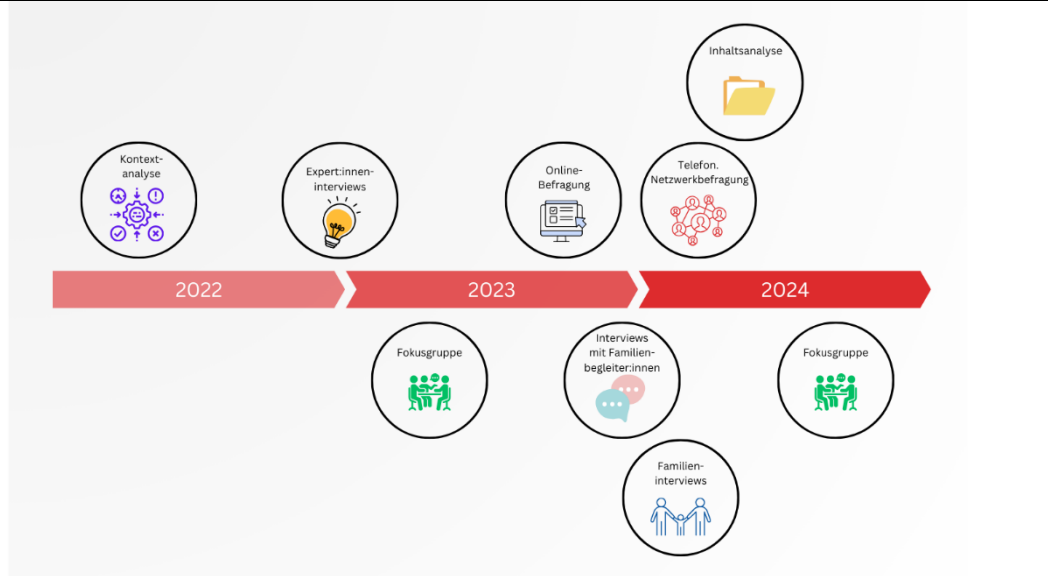 Inhaltsanalyse
Kontext-
analyse
Expert:innen-
interviews
Online-
Befragung
Telefon.
Netzwerkbefragung
2022
2023
2024
Fokusgruppe
Interviews
mit Familien-
begleiter:innen
Fokusgruppe
Familien-
interviews